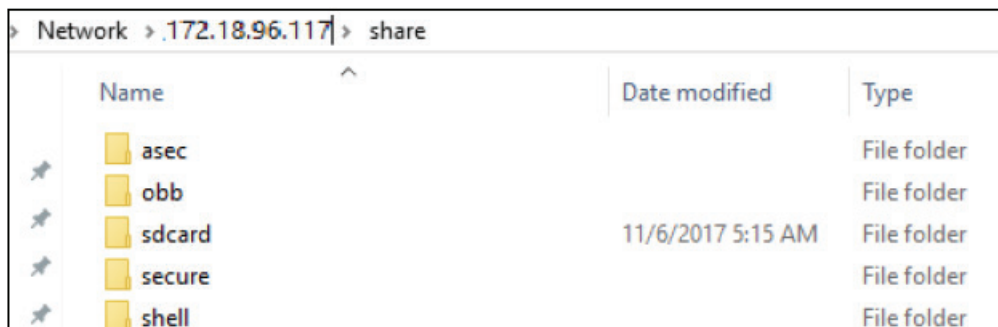 › Network › 172.18.96.117 › share
Name Date modified Type
asec File folder
obb File folder
sdcard 11/6/2017 5:15 AM File folder
secure File folder
shell File folder